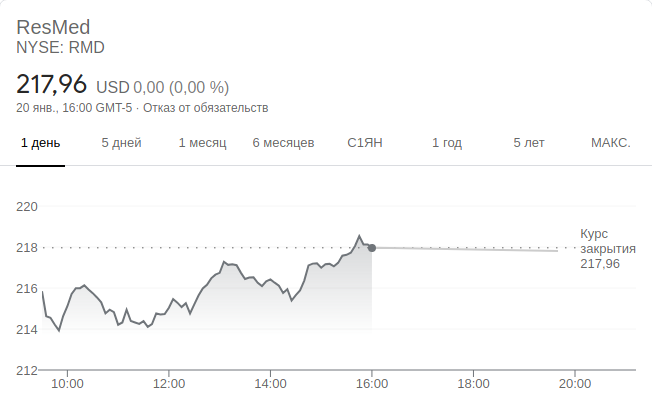 ResMed
NYSE: RMD
217,96 USD 0,00 (0,00 %)
20 янв., 16:00 GMT-5 · Отказ от обязательств
1 день 5 дней 1 месяц 6 месяцев С1ЯН 1 год 5 лет МАКС.
220
218
216
214
212
Курс
закрытия
217,96
10:00 12:00 14:00 16:00 18:00 20:00